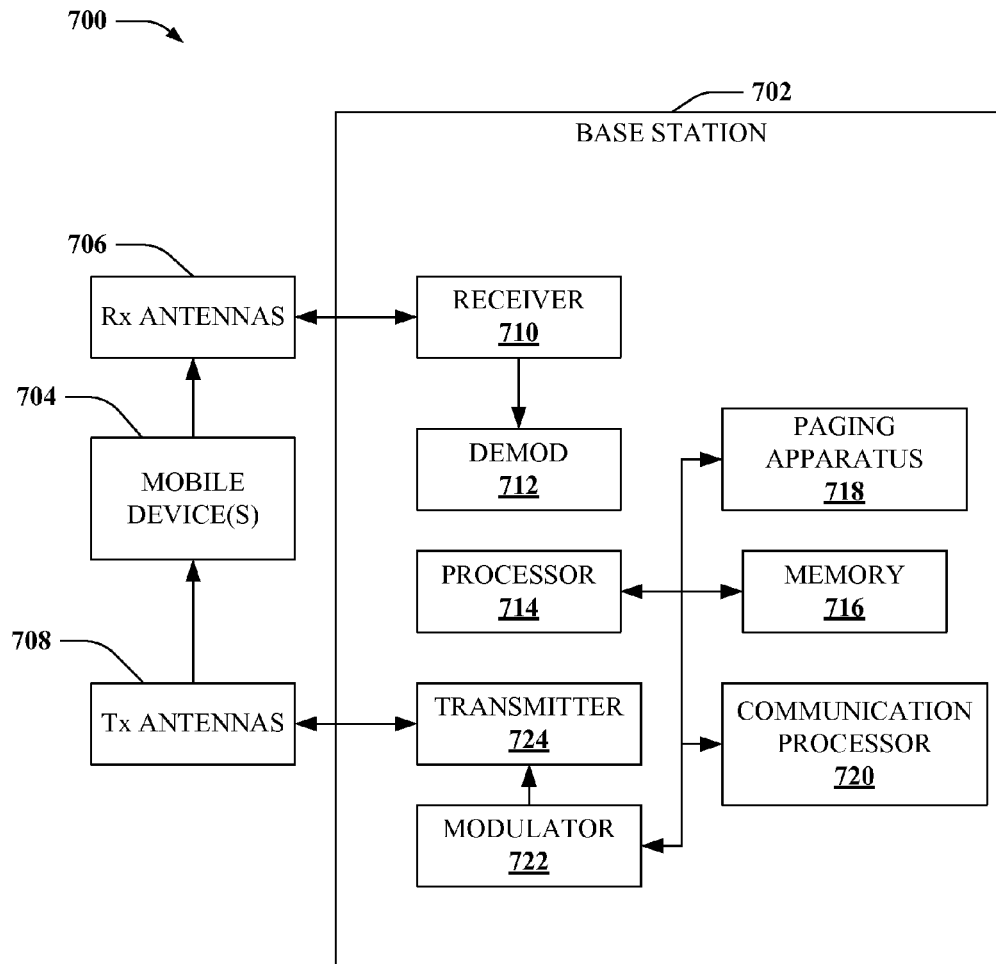 700
702
BASE STATION
706
Rx ANTENNAS
RECEIVER
710
704
MOBILE
DEVICE(S)
DEMOD
712
PAGING
APPARATUS
718
PROCESSOR
714
MEMORY
716
708
Tx ANTENNAS
TRANSMITTER
724
COMMUNICATION
PROCESSOR
720
MODULATOR
722